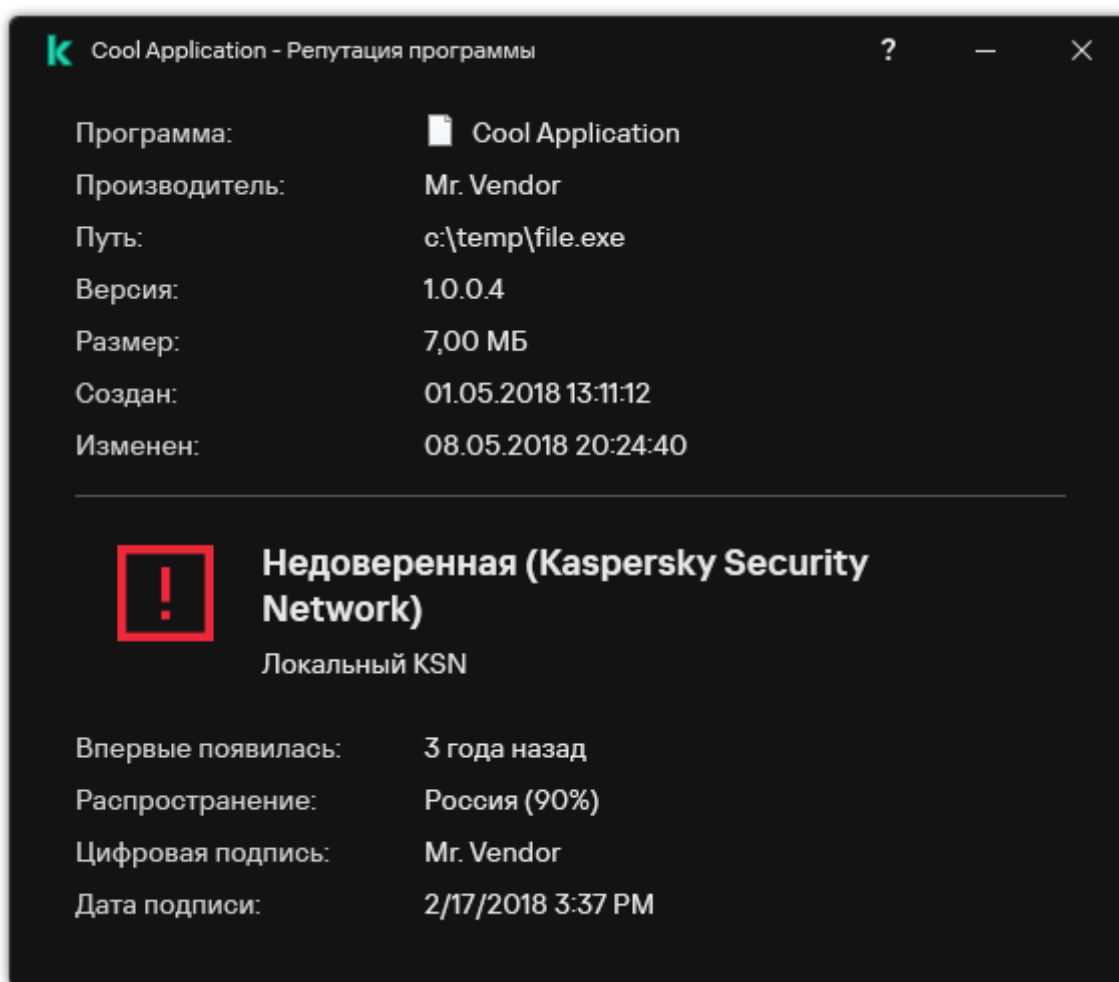 Cool Application - Репутация программы ?
Программа: Cool Application
Производитель: Mr. Vendor
Путь: c:\temp\file.exe
Версия: 1.0.0.4
Размер: 7,00 МБ
Создан: 01.05.2018 13:11:12
Изменен: 08.05.2018 20:24:40
Недоверенная (Kaspersky Security
Network)
Локальный KSN
Впервые появилась: 3 года назад
Распространение: Россия (90%)
Цифровая подпись: Mr. Vendor
Дата подписи: 2/17/2018 3:37 PM